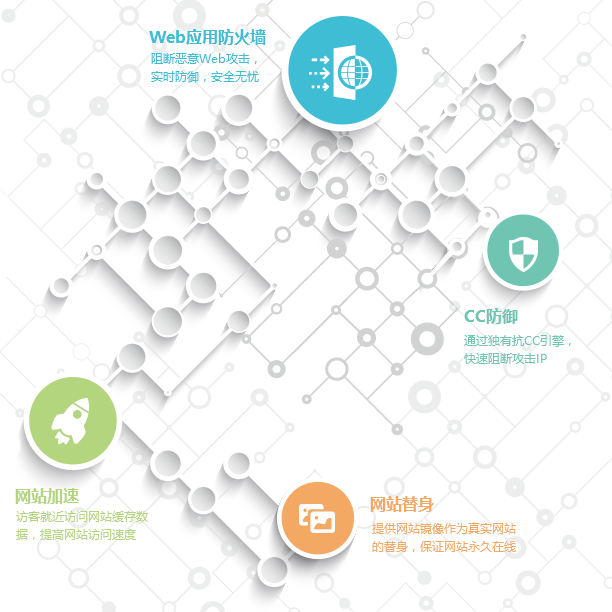 Web应用防火墙
阻断恶意Web攻击，
实时防御，安全无忧
CC防御
通过独有抗CC引擎，
快速阻断攻击IP
网站加速
访客就近访问网站缓存数
据，提高网站访问速度
网站替身
提供网站镜像作为真实网站
的替身，保证网站永久在线